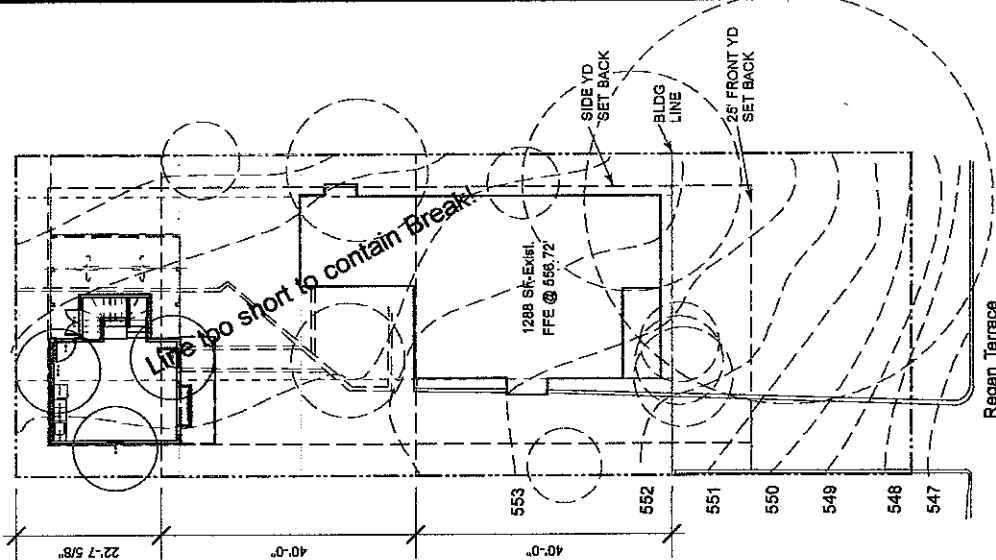 SIDE YD
SET BACK
BLDG
LINE
25' FRONT YD
SET BACK
Line too short to contain Break!
1288 SF-Exist.
FFE @ 556.72'
22'-7 5/8"
40'-0"
40'-0"
553
552
551
550
549
548
547
Regan Terrace